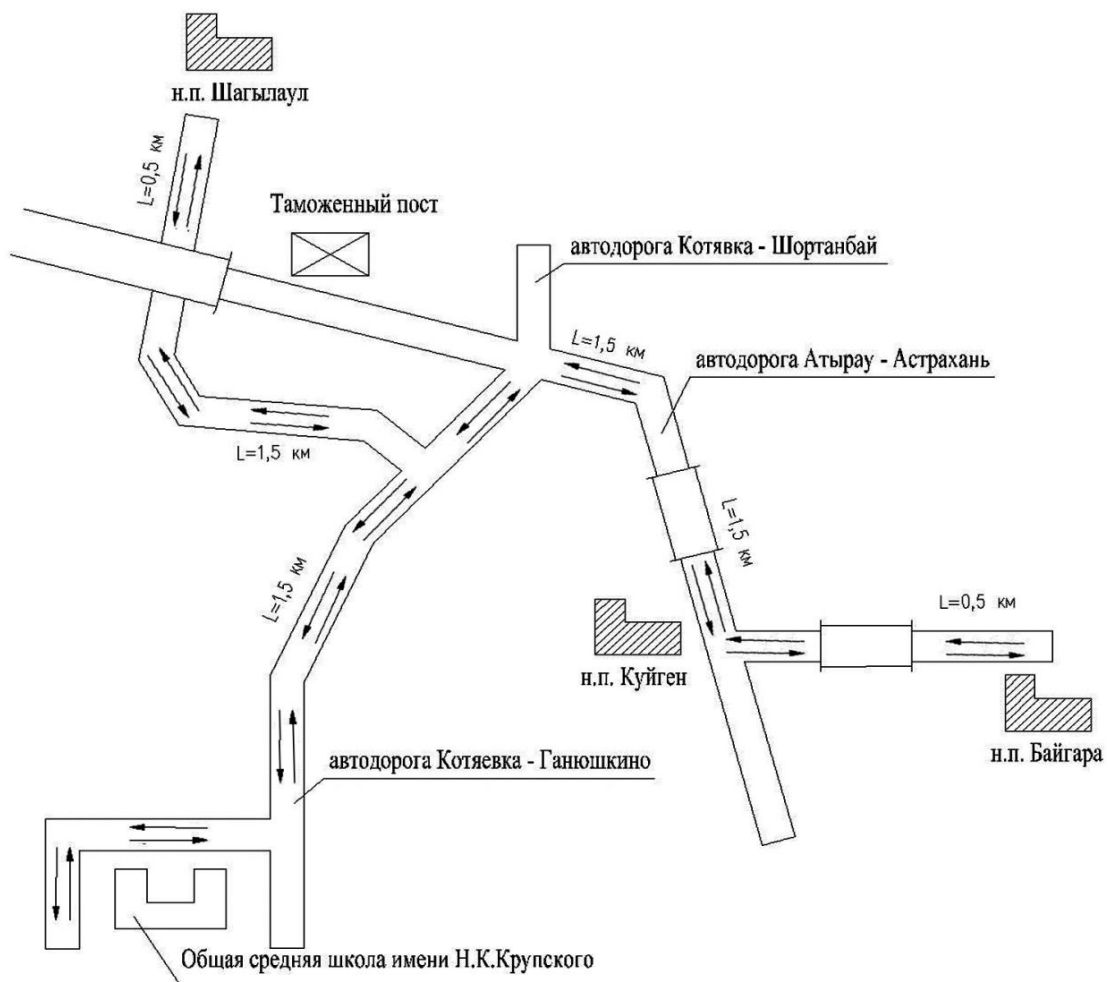 н.п. Шагылаул
L=0,5 км
Таможенный пост
автодорога Котявка - Шортанбай
L=1,5 км
автодорога Атырау - Астрахань
L=1,5 км
L=1,5 км
L=1,5 км
L=0,5 км
н.п. Куйген
н.п. Байгара
автодорога Котяевка - Ганюшкино
Общая средняя школа имени Н.К.Крупского